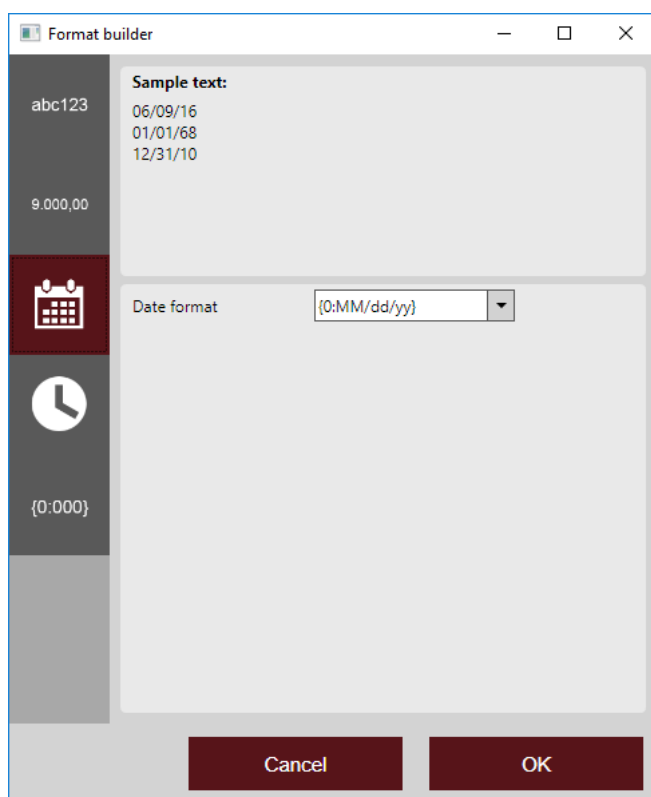 Format builder
abc123
9.000,00
{0:000}
Sample text:
06/09/16
01/01/68
12/31/10
Date format
{0:MM/dd/yy}
Cancel
OK